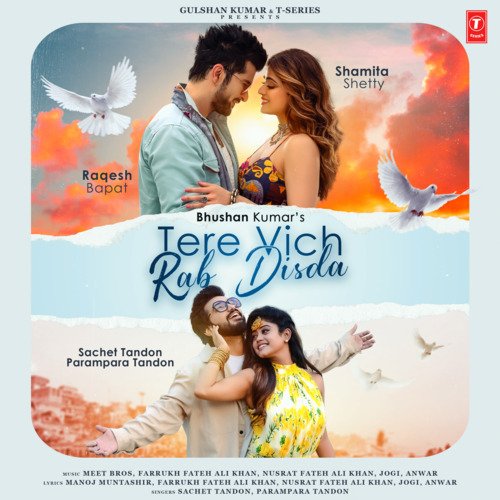 GULSHAN KUMAR & T-SERIES
PRESENTS
T
SERIES
Shamita
Shetty
Raqesh
Bapat
Bhushan Kumar's
Tere Vich
Rab Disda
Sachet Tandon
Parampara Tandon
MUSIC MEET BROS, FARRUKH FATEH ALI KHAN, NUSRAT FATEH ALI KHAN, JOGI, ANWAR
LYRICS MANOJ MUNTASHIR, FARRUKH FATEH ALI KHAN, NUSRAT FATEH ALI KHAN, JOGI, ANWAR
SINGERS SACHET TANDON, PARAMPARA TANDON